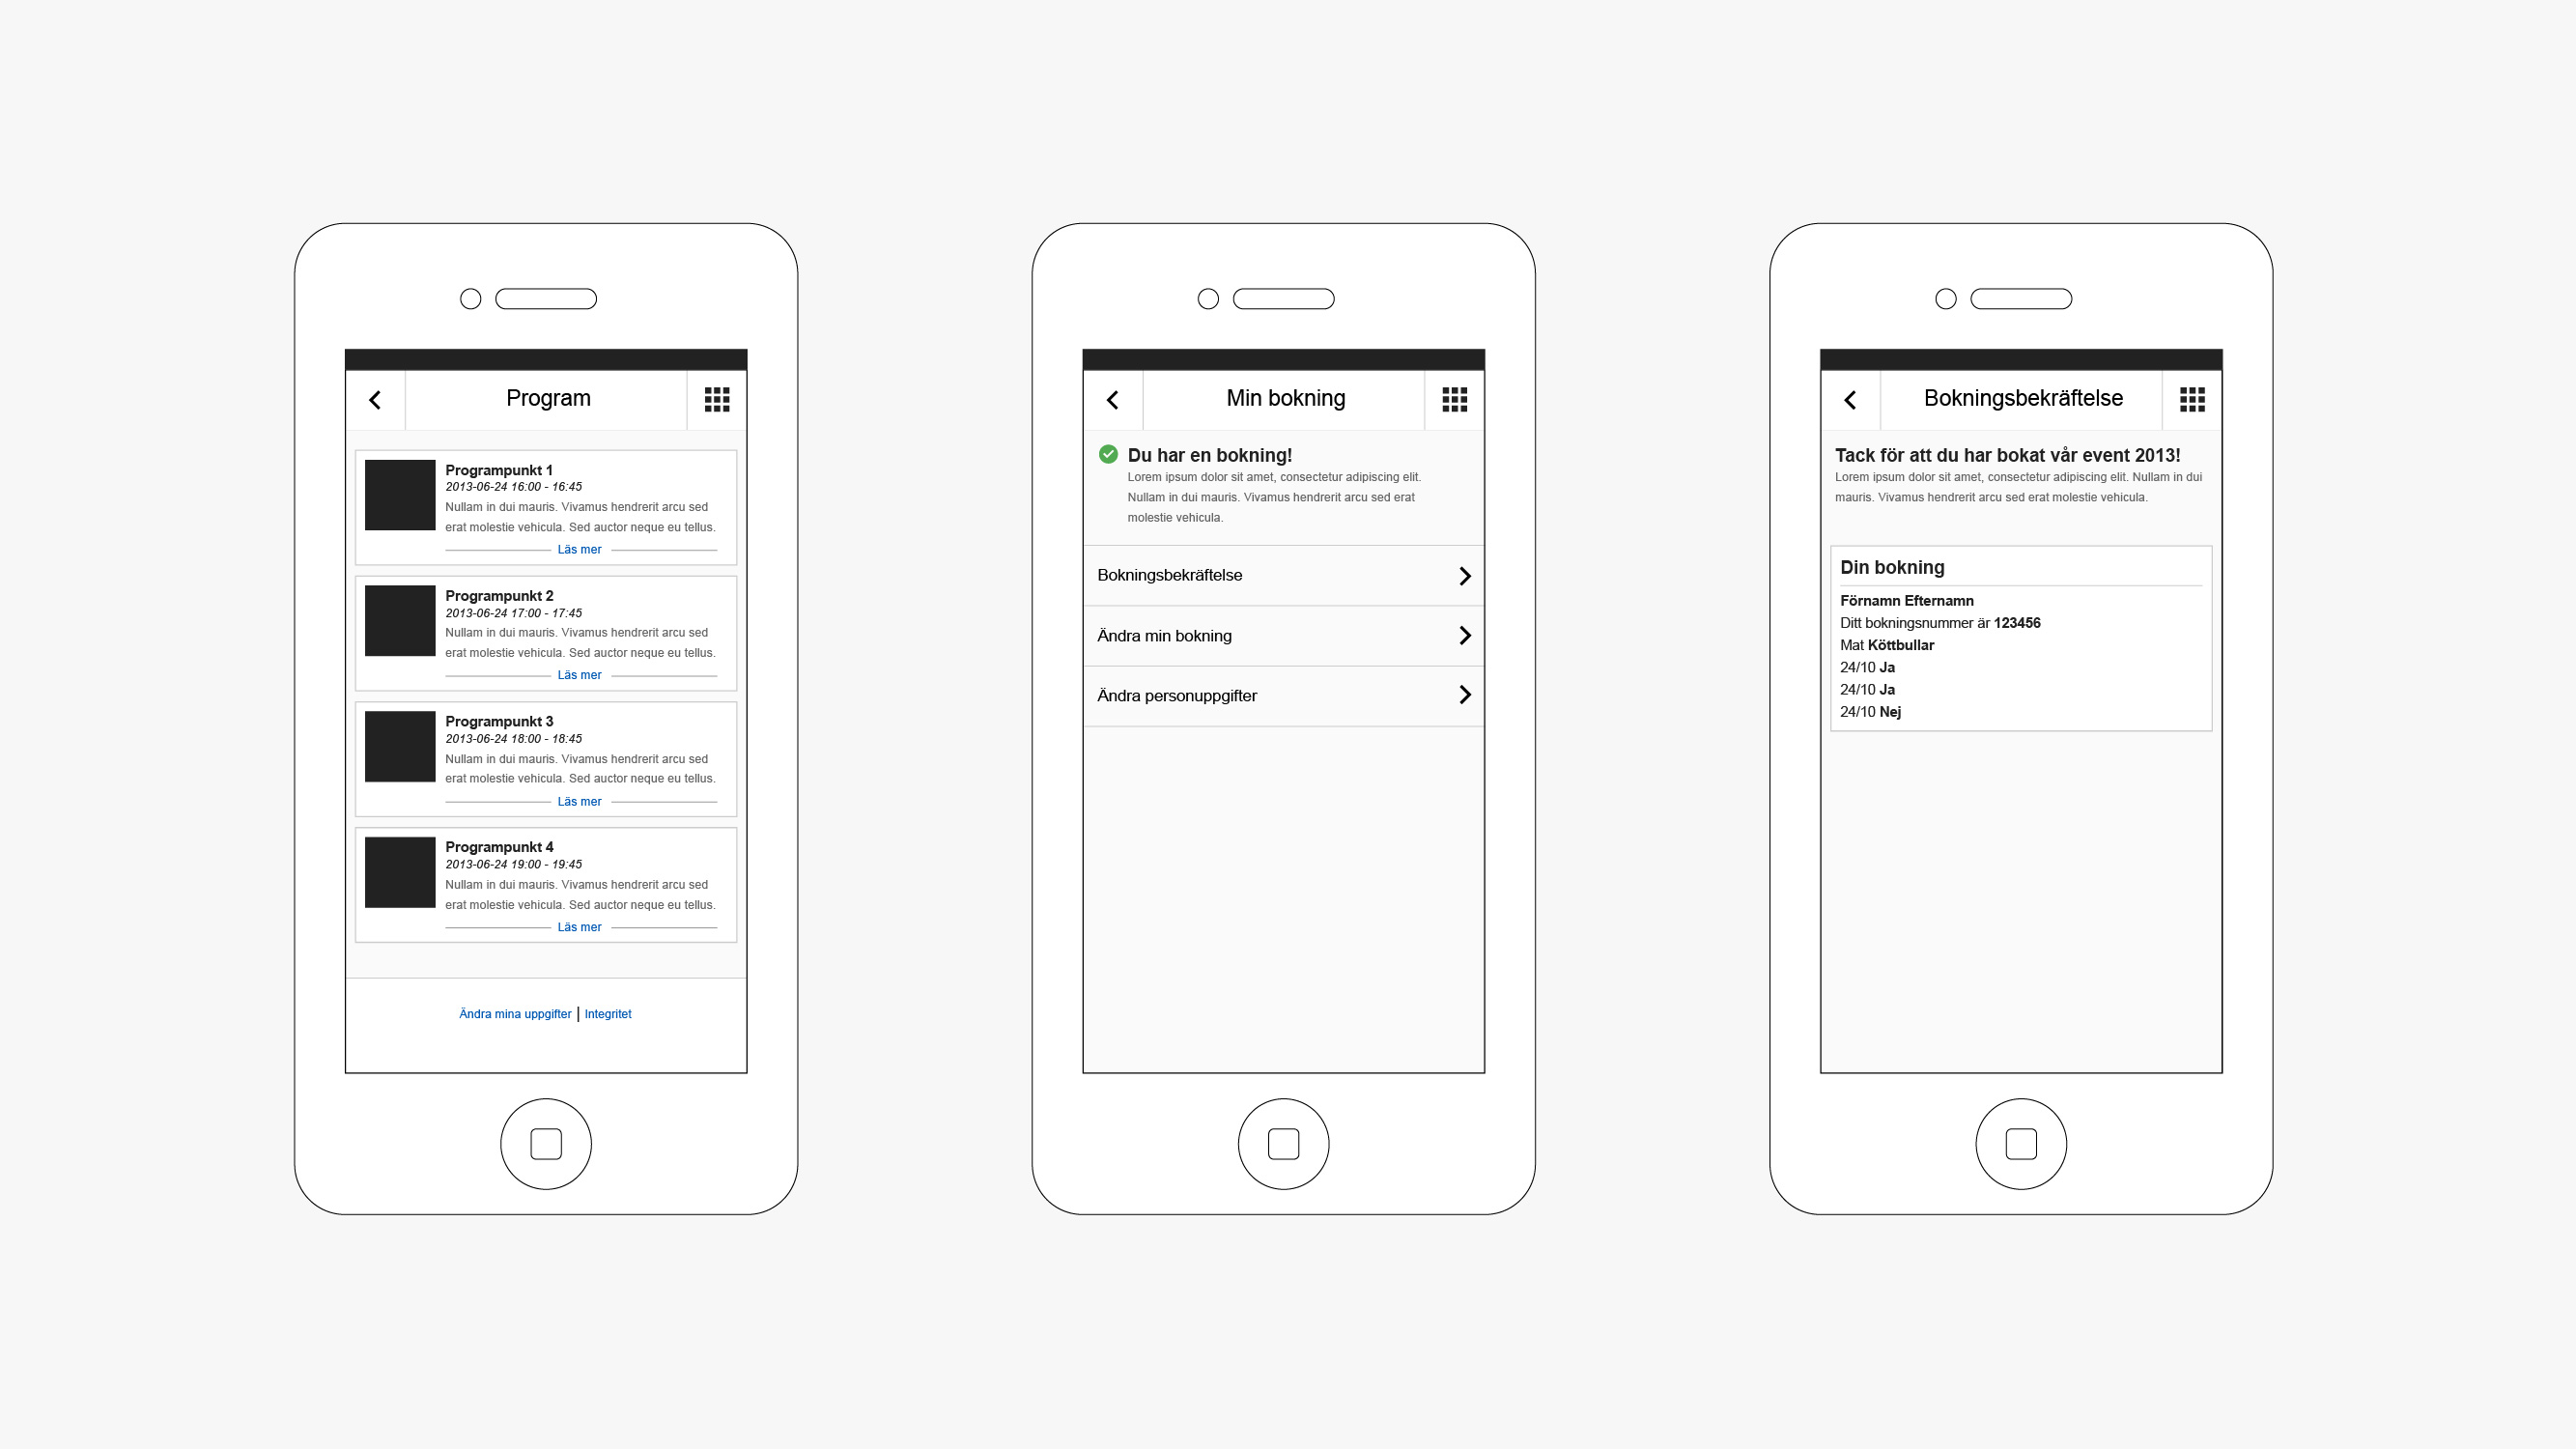 Program
Programpunkt 1
2013-06-24 16:00 - 16:45
Nullam in dui mauris. Vivamus hendrerit arcu sed
erat molestie vehicula. Sed auctor neque eu tellus.
Läs mer
Programpunkt 2
2013-06-24 17:00 - 17:45
Nullam in dui mauris. Vivamus hendrerit arcu sed
erat molestie vehicula. Sed auctor neque eu tellus.
Läs mer
Programpunkt 3
2013-06-24 18:00 - 18:45
Nullam in dui mauris. Vivamus hendrerit arcu sed
erat molestie vehicula. Sed auctor neque eu tellus.
Läs mer
Programpunkt 4
2013-06-24 19:00 - 19:45
Nullam in dui mauris. Vivamus hendrerit arcu sed
erat molestie vehicula. Sed auctor neque eu tellus.
Läs mer
Ändra mina uppgifter | Integritet
Min bokning
Du har en bokning!
Lorem ipsum dolor sit amet, consectetur adipiscing elit.
Nullam in dui mauris. Vivamus hendrerit arcu sed erat
molestie vehicula.
Bokningsbekräftelse
Ändra min bokning
Ändra personuppgifter
Bokningsbekräftelse
Tack för att du har bokat vår event 2013!
Lorem ipsum dolor sit amet, consectetur adipiscing elit. Nullam in dui
mauris. Vivamus hendrerit arcu sed erat molestie vehicula.
Din bokning
Förnamn Efternamn
Ditt bokningsnummer är 123456
Mat Köttbullar
24/10 Ja
24/10 Ja
24/10 Nej